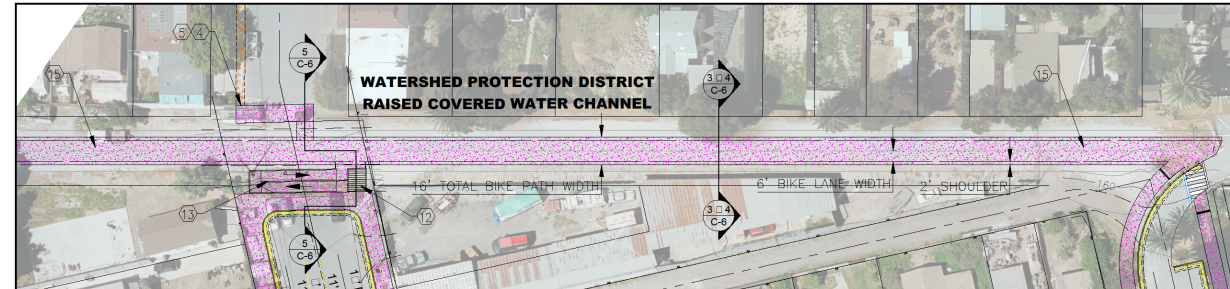 5 4
5
C-6
15
WATERSHED PROTECTION DISTRICT
RAISED COVERED WATER CHANNEL
3 □ 4
C-6
15
16' TOTAL BIKE PATH WIDTH
6' BIKE LANE WIDTH
2' SHOULDER
160
13
12
3 □ 4
C-6
5
C-6